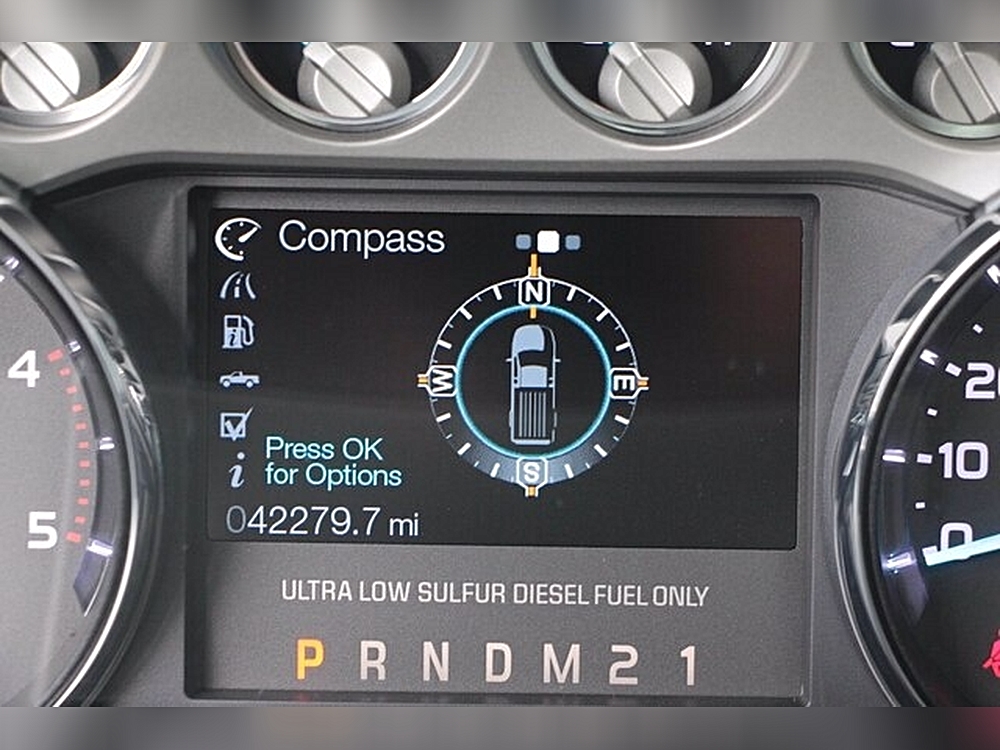 Compass
N
W
E
S
Press OK
for Options
042279.7 mi
4
5
20
10
0
ULTRA LOW SULFUR DIESEL FUEL ONLY
P R N D M 2 1